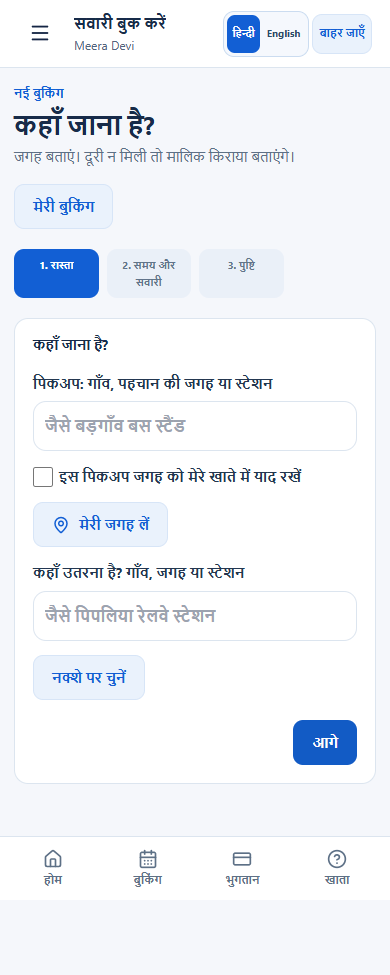 सवारी बुक करें
Meera Devi
हिन्दी
English
बाहर जाएँ
नई बुकिंग
कहाँ जाना है?
जगह बताएं। दूरी न मिली तो मालिक किराया बताएंगे।
मेरी बुकिंग
1. रास्ता
2. समय और
सवारी
3. पुष्टि
कहाँ जाना है?
पिकअप: गाँव, पहचान की जगह या स्टेशन
जैसे बड़गाँव बस स्टैंड
इस पिकअप जगह को मेरे खाते में याद रखें
मेरी जगह लें
कहाँ उतरना है? गाँव, जगह या स्टेशन
जैसे पिपलिया रेलवे स्टेशन
नक्शे पर चुनें
आगे
होम
बुकिंग
भुगतान
खाता